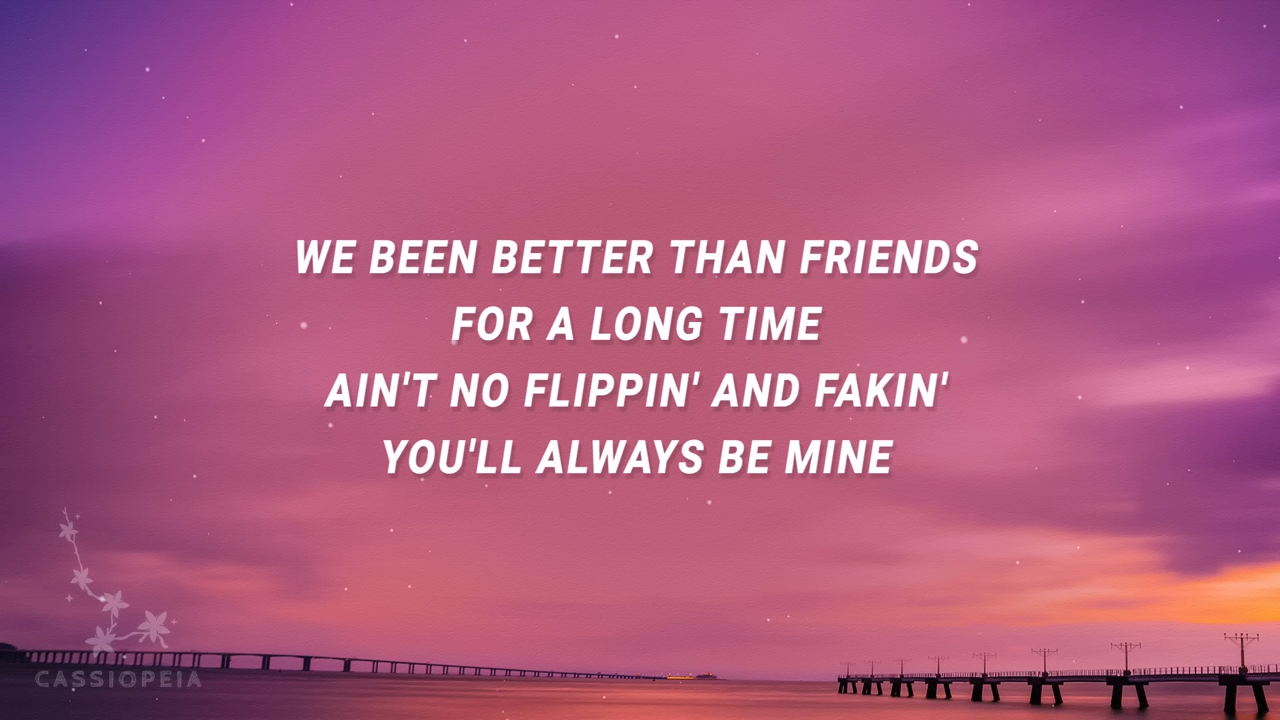 WE BEEN BETTER THAN FRIENDS
FOR A LONG TIME
AIN'T NO FLIPPIN' AND FAKIN'
YOU'LL ALWAYS BE MINE
CASSIOPEIA